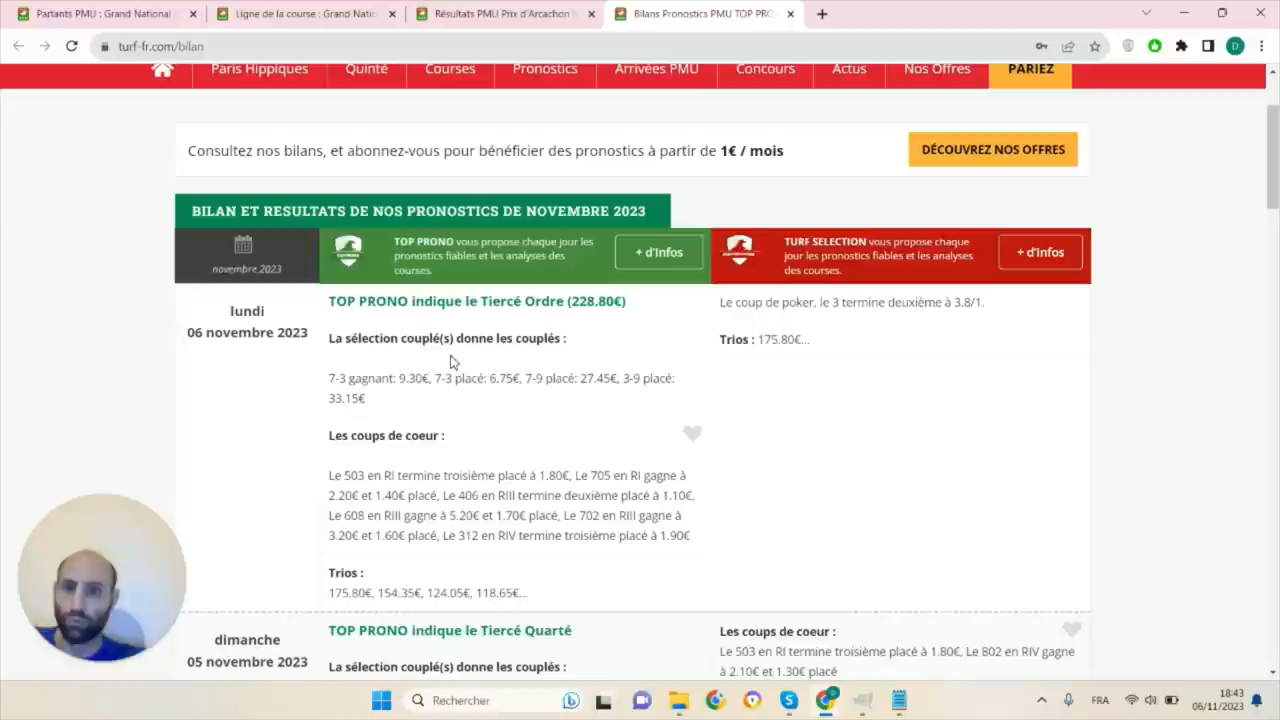 Partants PMU : Grand National
Ligne de la course : Grand Natio
Résultats PMU Prix d'Arcachon
Bilans Pronostics PMU TOP PRO
turf-fr.com/bilan
D
Paris Hippiques Quinté Courses Pronostics Arrivées PMU Concours Actus Nos Offres PARIEZ
Consultez nos bilans, et abonnez-vous pour bénéficier des pronostics à partir de 1€ / mois
DÉCOUVREZ NOS OFFRES
BILAN ET RESULTATS DE NOS PRONOSTICS DE NOVEMBRE 2023
novembre 2023
TOP PRONO vous propose chaque jour les
pronostics fiables et les analyses des
courses.
+ d'Infos
TURF SELECTION vous propose chaque
jour les pronostics fiables et les analyses
des courses.
+ d'Infos
lundi
06 novembre 2023
TOP PRONO indique le Tiercé Ordre (228.80€)
La sélection couplé(s) donne les couplés :
7-3 gagnant: 9.30€, 7-3 placé: 6.75€, 7-9 placé: 27.45€, 3-9 placé:
33.15€
Les coups de coeur :
Le 503 en RI termine troisième placé à 1.80€, Le 705 en RI gagne à
2.20€ et 1.40€ placé, Le 406 en RIII termine deuxième placé à 1.10€,
Le 608 en RIII gagne à 5.20€ et 1.70€ placé, Le 702 en RIII gagne à
3.20€ et 1.60€ placé, Le 312 en RIV termine troisième placé à 1.90€
Trios :
175.80€, 154.35€, 124.05€, 118.65€...
Le coup de poker, le 3 termine deuxième à 3.8/1.
Trios : 175.80€...
dimanche
05 novembre 2023
TOP PRONO indique le Tiercé Quarté
La sélection couplé(s) donne les couplés :
Les coups de coeur :
Le 503 en RI termine troisième placé à 1.80€, Le 802 en RIV gagne
à 2.10€ et 1.30€ placé
Rechercher
FRA
18:43
06/11/2023